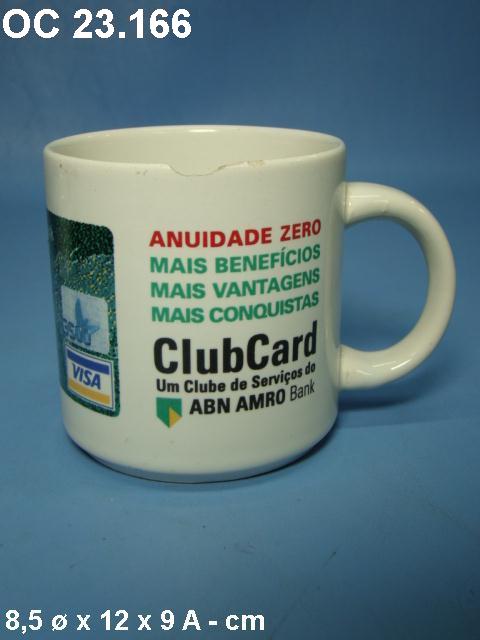 OC 23.166
ANUIDADE ZERO
MAIS BENEFÍCIOS
MAIS VANTAGENS
MAIS CONQUISTAS
ClubCard
Um Clube de Serviços do
ABN AMRO Bank
VISA
8,5 ø x 12 x 9 A - cm